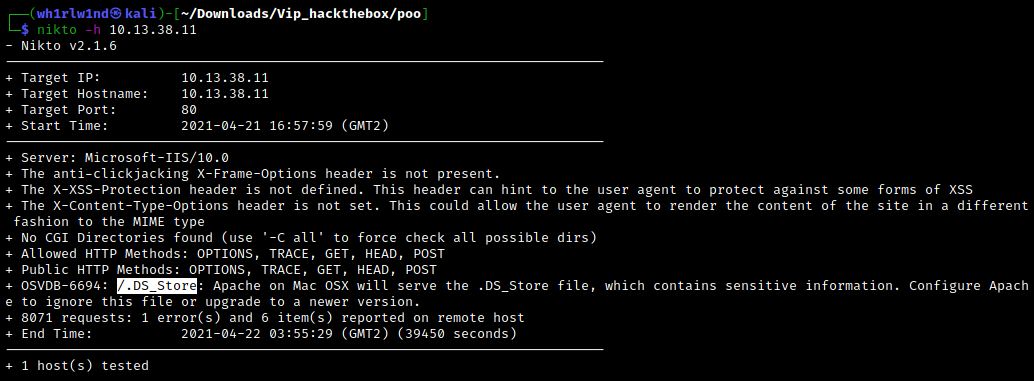 ┌──(wh1rlw1nd㉿kali)-[~/Downloads/Vip_hackthebox/poo]
└─$ nikto -h 10.13.38.11
- Nikto v2.1.6
---------------------------------------------------------------------------
+ Target IP:          10.13.38.11
+ Target Hostname:    10.13.38.11
+ Target Port:        80
+ Start Time:         2021-04-21 16:57:59 (GMT2)
---------------------------------------------------------------------------
+ Server: Microsoft-IIS/10.0
+ The anti-clickjacking X-Frame-Options header is not present.
+ The X-XSS-Protection header is not defined. This header can hint to the user agent to protect against some forms of XSS
+ The X-Content-Type-Options header is not set. This could allow the user agent to render the content of the site in a different
 fashion to the MIME type
+ No CGI Directories found (use '-C all' to force check all possible dirs)
+ Allowed HTTP Methods: OPTIONS, TRACE, GET, HEAD, POST
+ Public HTTP Methods: OPTIONS, TRACE, GET, HEAD, POST
+ OSVDB-6694: /.DS_Store: Apache on Mac OSX will serve the .DS_Store file, which contains sensitive information. Configure Apach
e to ignore this file or upgrade to a newer version.
+ 8071 requests: 1 error(s) and 6 item(s) reported on remote host
+ End Time:           2021-04-22 03:55:29 (GMT2) (39450 seconds)
---------------------------------------------------------------------------
+ 1 host(s) tested